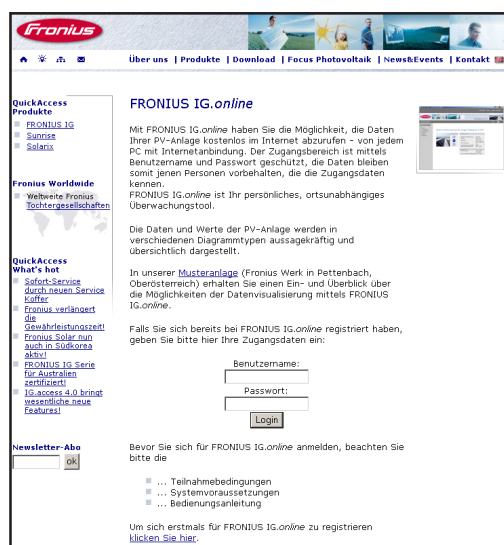 Fronius
Über uns | Produkte | Download | Focus Photovoltaik | News&Events | Kontakt
QuickAccess
Produkte
FRONIUS IG
Sunrise
Solarix
Fronius Worldwide
Weltweite Fronius
Tochtergesellschaften
QuickAccess
What's hot
Sofort-Service
durch neuen Service
Koffer
Fronius verlängert
die
Gewährleistungszeit!
Fronius Solar nun
auch in Südkorea
aktiv!
FRONIUS IG Serie
für Australien
zertifiziert!
IG.access 4.0 bringt
wesentliche neue
Features!
Newsletter-Abo
ok
FRONIUS IG.online
Mit FRONIUS IG.online haben Sie die Möglichkeit, die Daten
Ihrer PV-Anlage kostenlos im Internet abzurufen - von jedem
PC mit Internetanbindung. Der Zugangsbereich ist mittels
Benutzername und Passwort geschützt, die Daten bleiben
somit jenen Personen vorbehalten, die die Zugangsdaten
kennen.
FRONIUS IG.online ist Ihr persönliches, ortsunabhängiges
Überwachungstool.
Die Daten und Werte der PV-Anlage werden in
verschiedenen Diagrammtypen aussagekräftig und
übersichtlich dargestellt.
In unserer Musteranlage (Fronius Werk in Pettenbach,
Oberösterreich) erhalten Sie einen Ein- und Überblick über
die Möglichkeiten der Datenvisualisierung mittels FRONIUS
IG.online.
Falls Sie sich bereits bei FRONIUS IG.online registriert haben,
geben Sie bitte hier Ihre Zugangsdaten ein:
Benutzername:
Passwort:
Login
Bevor Sie sich für FRONIUS IG.online anmelden, beachten Sie
bitte die
... Teilnahmebedingungen
... Systemvoraussetzungen
... Bedienungsanleitung
Um sich erstmals für FRONIUS IG.online zu registrieren
klicken Sie hier.